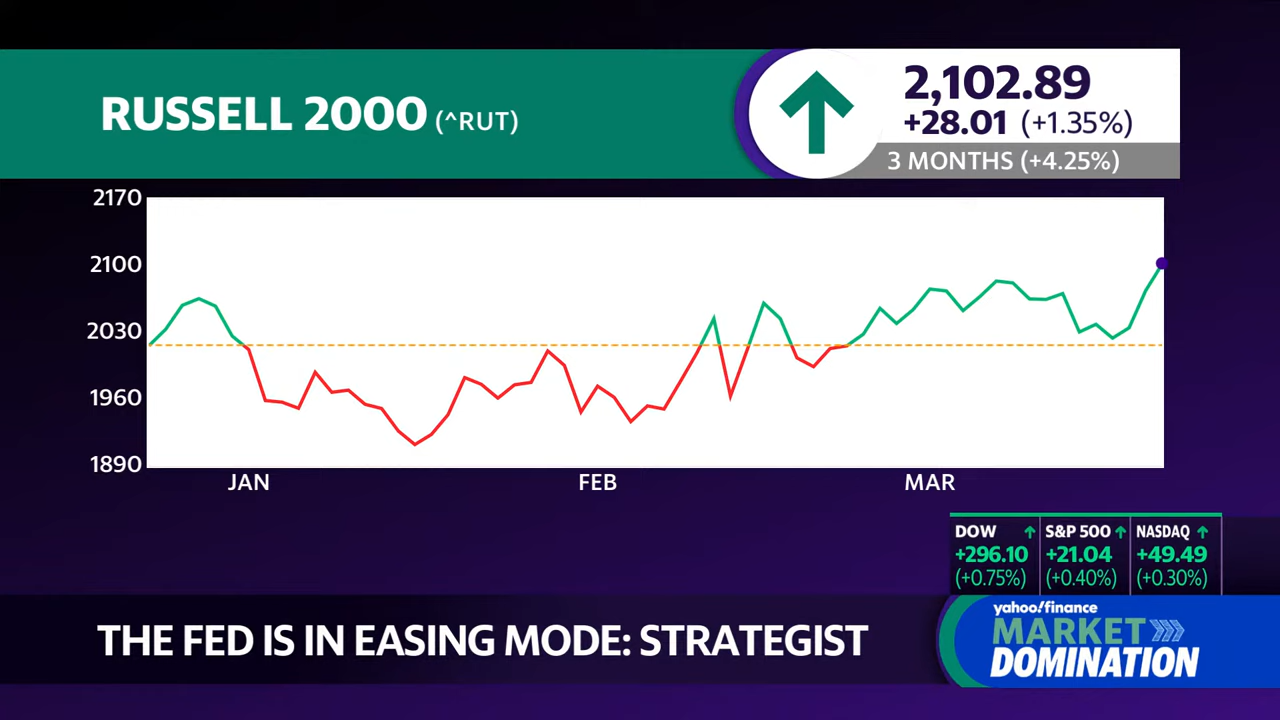 RUSSELL 2000 (^RUT)
2,102.89
+28.01 (+1.35%)
3 MONTHS (+4.25%)
2170
2100
2030
1960
1890
JAN FEB MAR
DOW S&P 500 NASDAQ
+296.10 +21.04 +49.49
(+0.75%) (+0.40%) (+0.30%)
THE FED IS IN EASING MODE: STRATEGIST
yahoo!finance
MARKET
DOMINATION